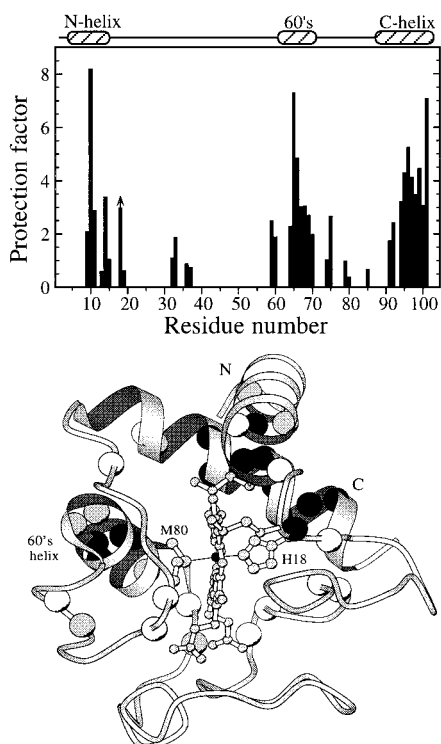 N-helix 60's C-helix
8
6
4
2
0
Protection factor
10 20 30 40 50 60 70 80 90 100
Residue number
N
C
M80
60's
helix
H18